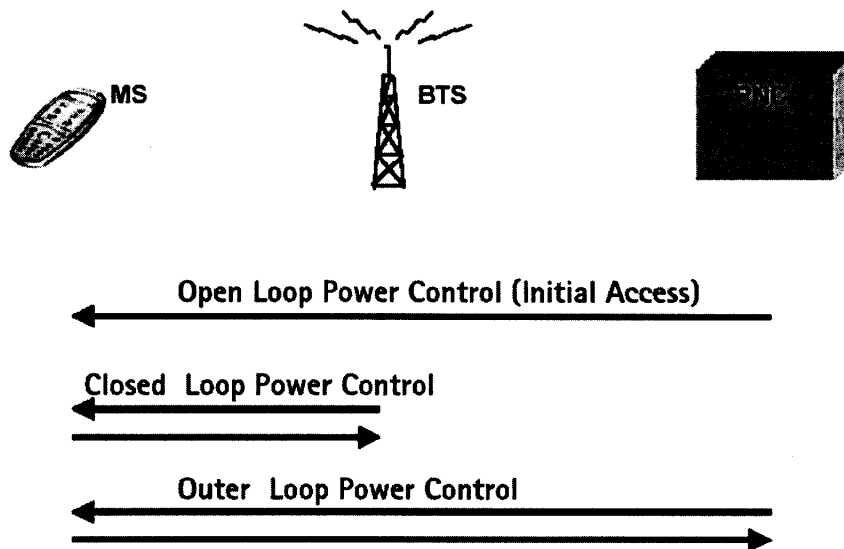 MS
BTS
RNC
Open Loop Power Control (Initial Access)
Closed Loop Power Control
Outer Loop Power Control